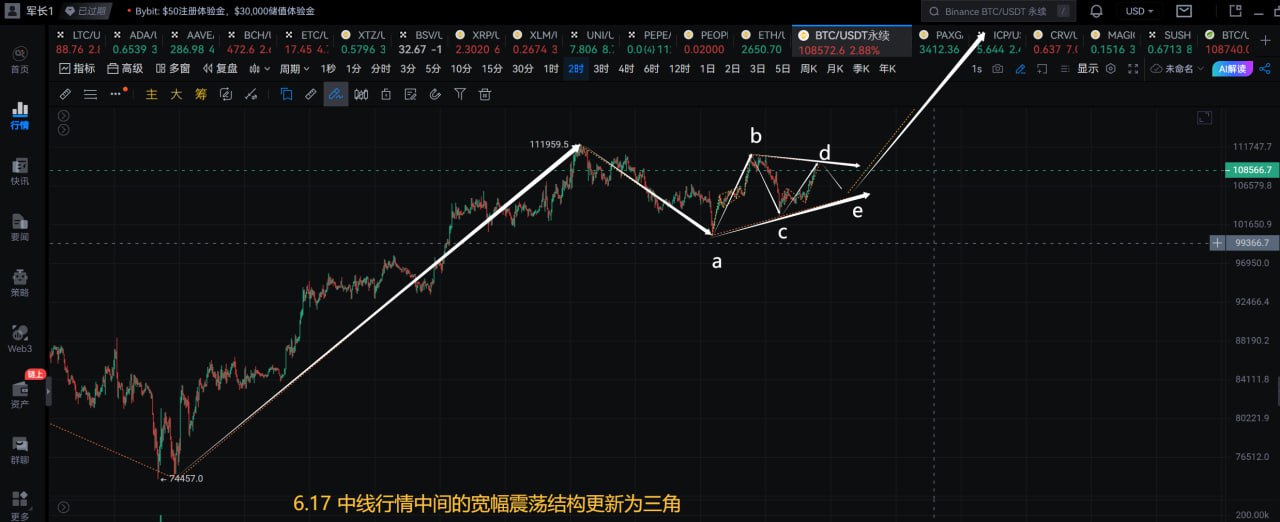 军长1 已过期 Bybit: $50注册体验金，$30,000储值体验金 Binance BTC/USDT 永续 / USD
LTC/U ADA/U AAVE BCH/U ETC/U XTZ/U BSV/U XRP/U XLM/U UNI/U PEPE/ PEOPI ETH/U BTC/USDT永续 PAXG ICP/US CRV/U MAGIC SUSH BTC/
88.76 2.8 0.6539 3 286.98 4 472.6 2. 17.45 4. 0.5796 3 32.67 -1 2.3020 6 0.2674 3 7.806 8. 0.0(4)11 0.02000 2650.70 108572.6 2.88% 3412.36 5.644 2.4 0.637 7.0 0.1516 3 0.6713 8 108740.0
指标 高级 多窗 复盘 周期 1秒 1分 分时 3分 5分 10分 15分 30分 1时 2时 3时 4时 6时 12时 1日 2日 3日 5日 周K 月K 季K 年K 1s 显示 未命名 AI解读
主 大 筹
首页
行情
快讯
要闻
策略
Web3
链上
资产
群聊
更多
111959.5
b
d
a
c
e
74457.0
111747.7
108566.7
106579.8
101650.9
99366.7
96950.0
92466.4
88190.2
84111.8
80221.9
76512.0
200.00k
6.17 中线行情中间的宽幅震荡结构更新为三角